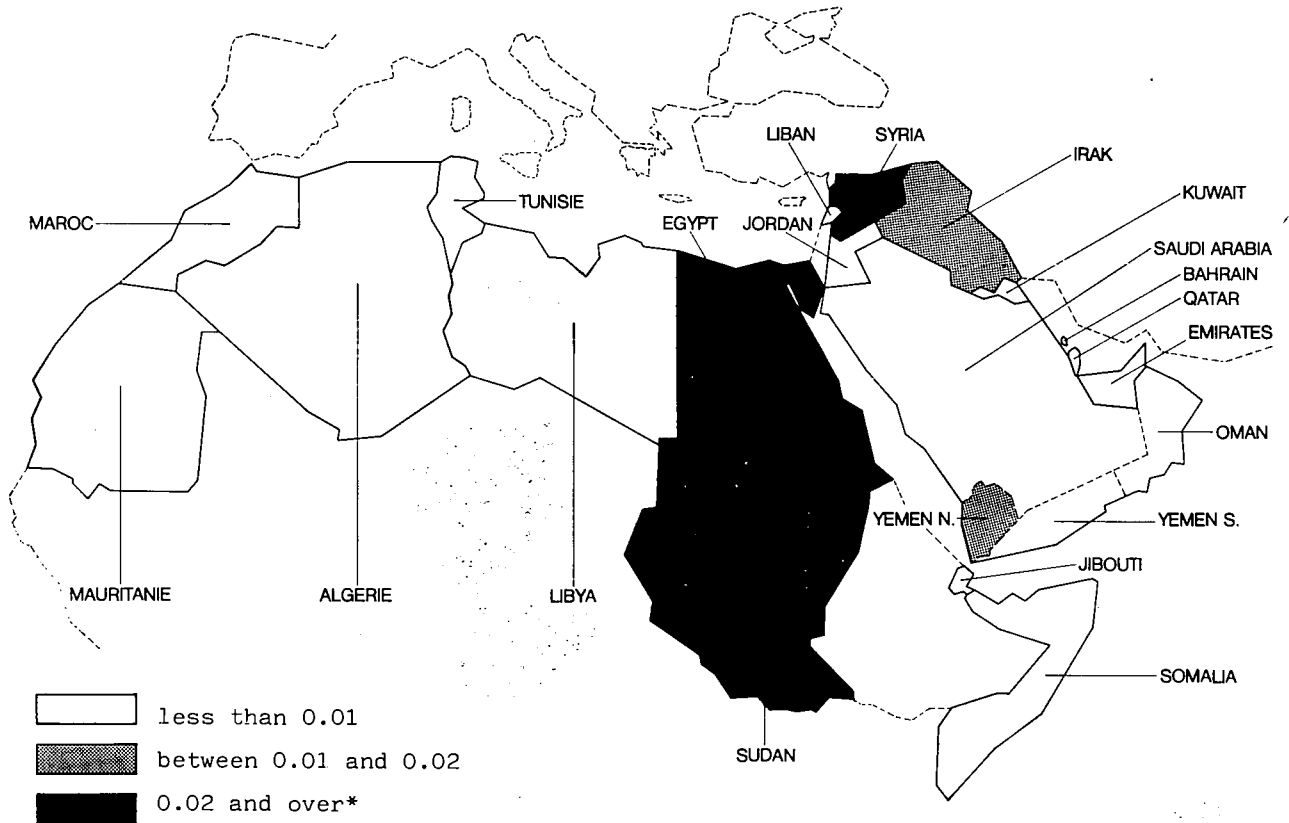 LIBAN
SYRIA
IRAK
KUWAIT
MAROC
TUNISIE
EGYPT
JORDAN
SAUDI ARABIA
BAHRAIN
QATAR
EMIRATES
OMAN
YEMEN N.
YEMEN S.
JIBOUTI
MAURITANIE
ALGERIE
LIBYA
SOMALIA
SUDAN
less than 0.01
between 0.01 and 0.02
0.02 and over*